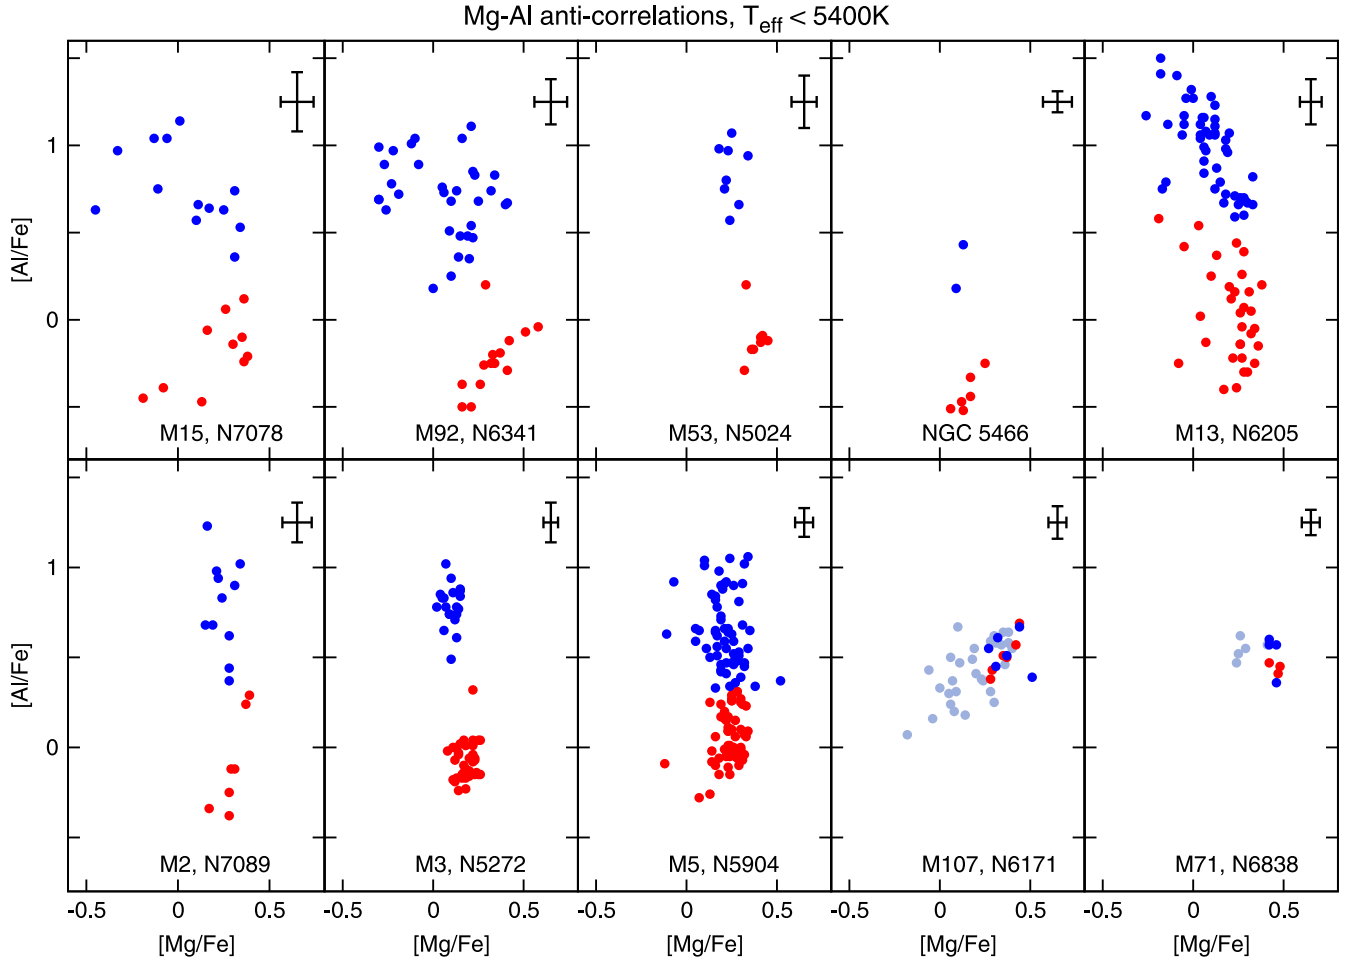 Mg-Al anti-correlations, Teff < 5400K
[Al/Fe]
1
0
M15, N7078
M92, N6341
M53, N5024
NGC 5466
M13, N6205
[Al/Fe]
1
0
M2, N7089
M3, N5272
M5, N5904
M107, N6171
M71, N6838
-0.5 0 0.5 0 0.5 -0.5 0 0.5 -0.5 0 0.5 -0.5 0 0.5
[Mg/Fe] [Mg/Fe] [Mg/Fe] [Mg/Fe] [Mg/Fe]